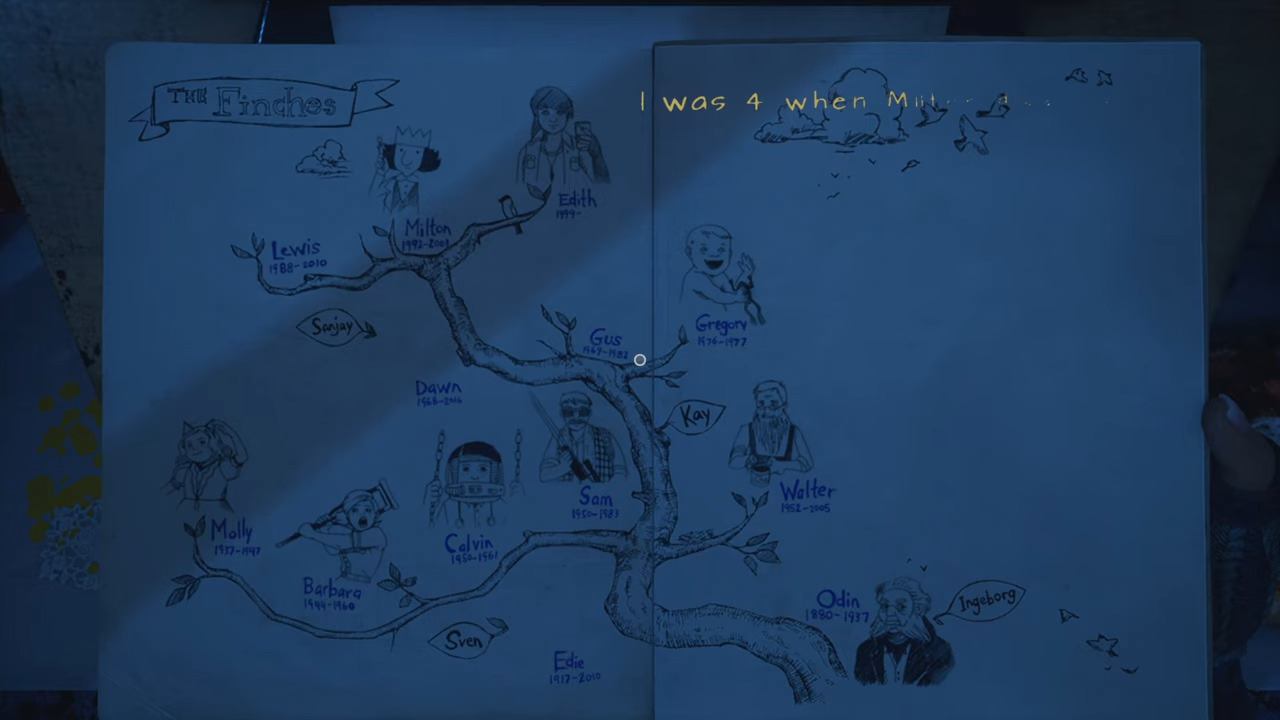 THE Finches
I was 4 when
Edith
1999-
Milton
1992-2003
Lewis
1988-2010
Sanjay
Gregory
1976-1977
Gus
1969-1982
Dawn
1968-2016
Kay
Sam
1950-1983
Walter
1952-2005
Molly
1937-1947
Calvin
1950-1961
Barbara
1944-1960
Sven
Odin
1880-1937
Ingeborg
Edie
1917-2010